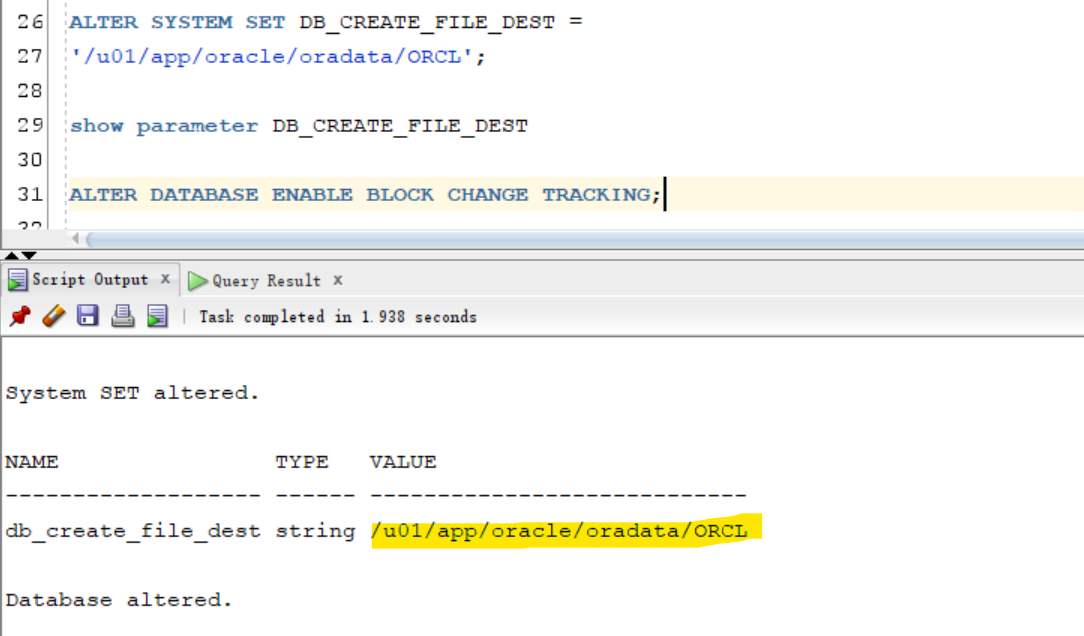 26 ALTER SYSTEM SET DB_CREATE_FILE_DEST =
27 '/u01/app/oracle/oradata/ORCL';
28
29 show parameter DB_CREATE_FILE_DEST
30
31 ALTER DATABASE ENABLE BLOCK CHANGE TRACKING;
32
Script Output x Query Result x
Task completed in 1.938 seconds
System SET altered.
NAME TYPE VALUE
------------------- ------ ----------------------------
db_create_file_dest string /u01/app/oracle/oradata/ORCL
Database altered.